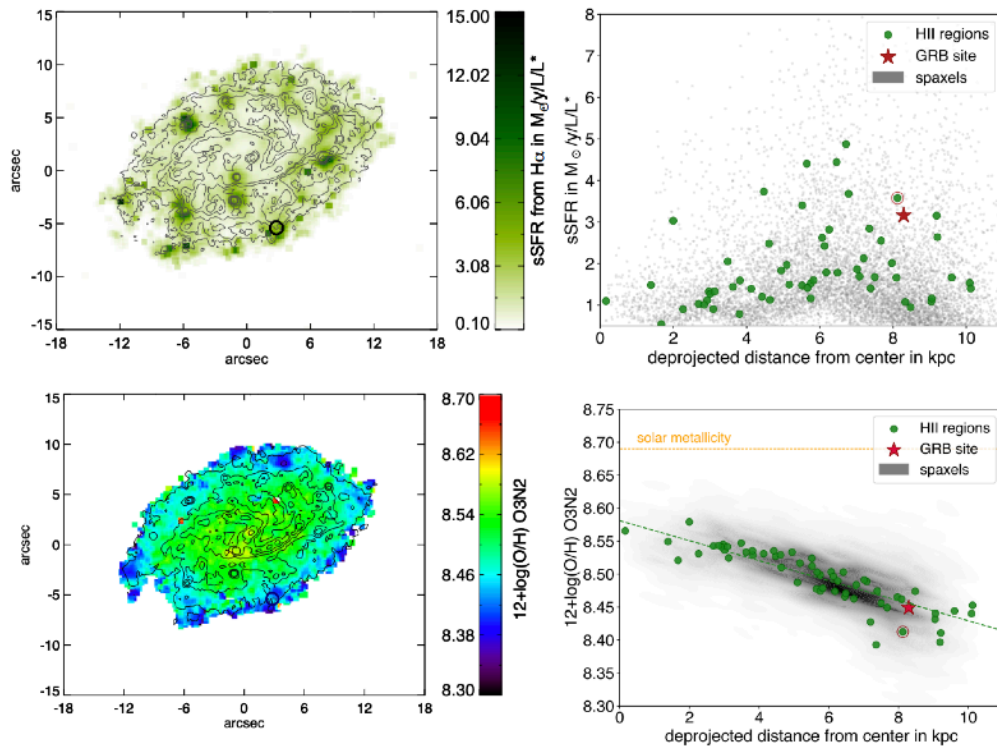 15
10
5
0
-5
-10
-15
arcsec
-18 -12 -6 0 6 12 18
arcsec
15.00
12.02
9.04
6.06
3.08
0.10
sSFR from Hα in M☉/y/L/L*
8
7
6
5
4
3
2
1
sSFR in M☉/y/L/L*
HII regions
GRB site
spaxels
0 2 4 6 8 10
deprojected distance from center in kpc
15
10
5
0
-5
-10
-15
arcsec
-18 -12 -6 0 6 12 18
arcsec
8.70
8.62
8.54
8.46
8.38
8.30
12+log(O/H) O3N2
8.75
8.70
8.65
8.60
8.55
8.50
8.45
8.40
8.35
8.30
12+log(O/H) O3N2
solar metallicity
HII regions
GRB site
spaxels
0 2 4 6 8 10
deprojected distance from center in kpc